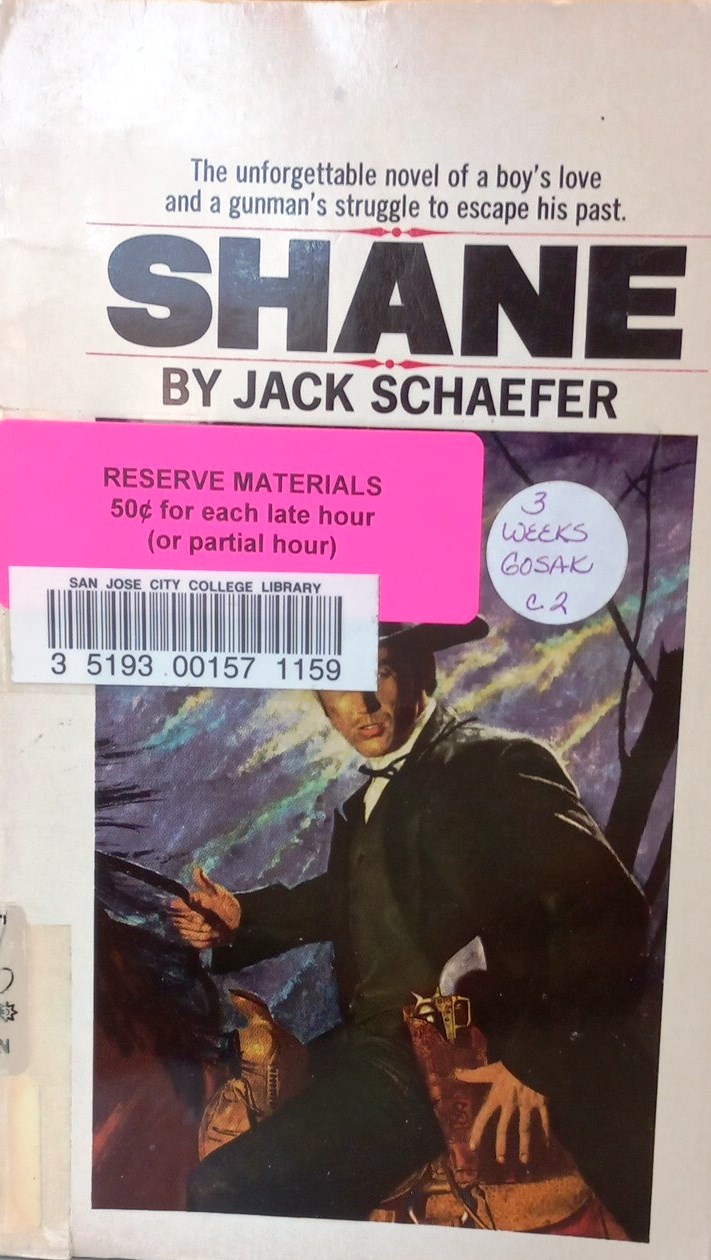 The unforgettable novel of a boy's love
and a gunman's struggle to escape his past.
SHANE
BY JACK SCHAEFER
RESERVE MATERIALS
50¢ for each late hour
(or partial hour)
3
WEEKS
GOSAK
c.2
SAN JOSE CITY COLLEGE LIBRARY
3 5193 00157 1159
N